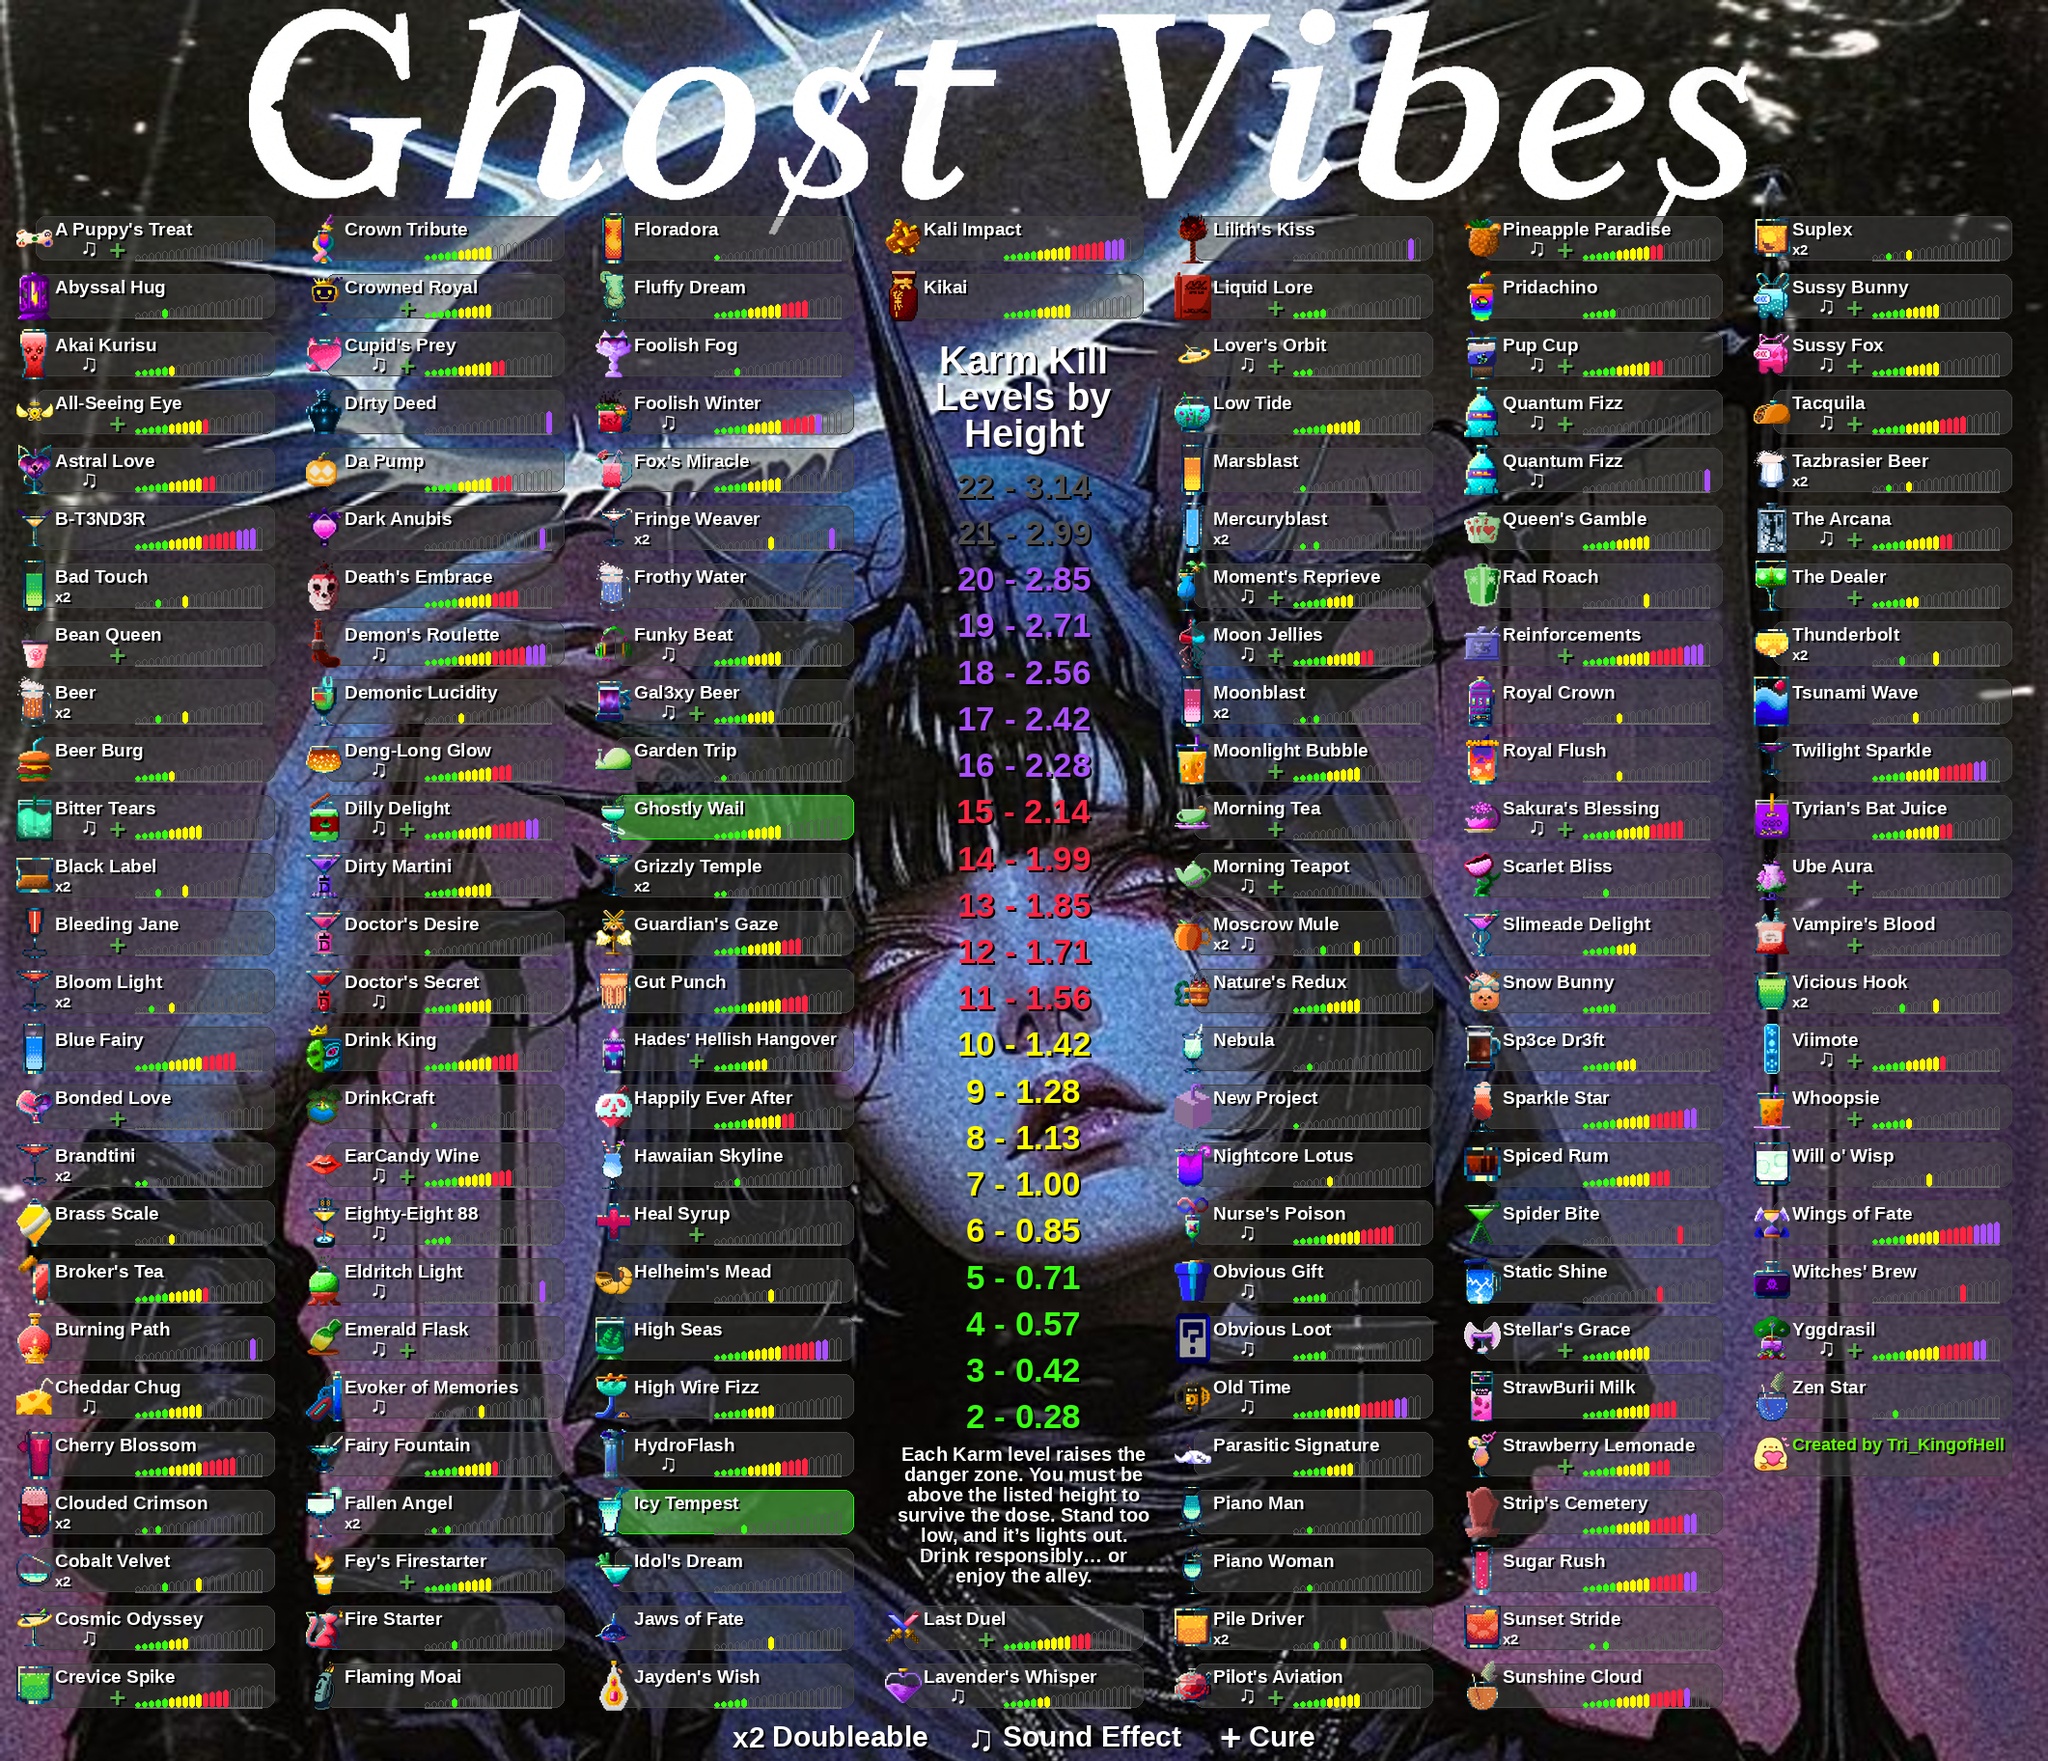 Ghost Vibes
A Puppy's Treat
♫ +
Abyssal Hug
Akai Kurisu
♫
All-Seeing Eye
+
Astral Love
♫
B-T3ND3R
Bad Touch
x2
Bean Queen
+
Beer
x2
Beer Burg
Bitter Tears
♫ +
Black Label
x2
Bleeding Jane
+
Bloom Light
x2
Blue Fairy
Bonded Love
+
Brandtini
x2
Brass Scale
Broker's Tea
Burning Path
Cheddar Chug
♫
Cherry Blossom
Clouded Crimson
x2
Cobalt Velvet
x2
Cosmic Odyssey
♫
Crevice Spike
+
Crown Tribute
Crowned Royal
+
Cupid's Prey
♫ +
D!rty Deed
Da Pump
Dark Anubis
Death's Embrace
Demon's Roulette
♫
Demonic Lucidity
Deng-Long Glow
♫
Dilly Delight
♫ +
Dirty Martini
Doctor's Desire
Doctor's Secret
♫
Drink King
DrinkCraft
EarCandy Wine
♫ +
Eighty-Eight 88
♫
Eldritch Light
♫
Emerald Flask
♫ +
Evoker of Memories
♫
Fairy Fountain
Fallen Angel
x2
Fey's Firestarter
+
Fire Starter
Flaming Moai
Floradora
Fluffy Dream
Foolish Fog
Foolish Winter
♫
Fox's Miracle
Fringe Weaver
x2
Frothy Water
Funky Beat
♫
Gal3xy Beer
♫ +
Garden Trip
Ghostly Wail
Grizzly Temple
x2
Guardian's Gaze
Gut Punch
Hades' Hellish Hangover
+
Happily Ever After
Hawaiian Skyline
Heal Syrup
+
Helheim's Mead
High Seas
High Wire Fizz
HydroFlash
♫
Icy Tempest
Idol's Dream
Jaws of Fate
Jayden's Wish
Kali Impact
Kikai
Karm Kill
Levels by
Height
22 - 3.14
21 - 2.99
20 - 2.85
19 - 2.71
18 - 2.56
17 - 2.42
16 - 2.28
15 - 2.14
14 - 1.99
13 - 1.85
12 - 1.71
11 - 1.56
10 - 1.42
9 - 1.28
8 - 1.13
7 - 1.00
6 - 0.85
5 - 0.71
4 - 0.57
3 - 0.42
2 - 0.28
Each Karm level raises the
danger zone. You must be
above the listed height to
survive the dose. Stand too
low, and it's lights out.
Drink responsibly… or
enjoy the alley.
Last Duel
+
Lavender's Whisper
♫
Lilith's Kiss
Liquid Lore
+
Lover's Orbit
♫ +
Low Tide
Marsblast
Mercuryblast
x2
Moment's Reprieve
♫ +
Moon Jellies
♫ +
Moonblast
x2
Moonlight Bubble
+
Morning Tea
+
Morning Teapot
♫ +
Moscrow Mule
x2 ♫
Nature's Redux
Nebula
New Project
Nightcore Lotus
Nurse's Poison
♫
Obvious Gift
♫
Obvious Loot
♫
Old Time
♫
Parasitic Signature
Piano Man
Piano Woman
Pile Driver
x2
Pilot's Aviation
♫ +
Pineapple Paradise
♫ +
Pridachino
Pup Cup
♫ +
Quantum Fizz
♫ +
Quantum Fizz
♫
Queen's Gamble
Rad Roach
Reinforcements
+
Royal Crown
Royal Flush
Sakura's Blessing
♫ +
Scarlet Bliss
Slimeade Delight
Snow Bunny
Sp3ce Dr3ft
Sparkle Star
Spiced Rum
Spider Bite
Static Shine
Stellar's Grace
+
StrawBurii Milk
Strawberry Lemonade
+
Strip's Cemetery
Sugar Rush
Sunset Stride
x2
Sunshine Cloud
Suplex
x2
Sussy Bunny
♫ +
Sussy Fox
♫ +
Tacquila
♫ +
Tazbrasier Beer
x2
The Arcana
♫ +
The Dealer
+
Thunderbolt
x2
Tsunami Wave
Twilight Sparkle
Tyrian's Bat Juice
Ube Aura
+
Vampire's Blood
+
Vicious Hook
x2
Viimote
♫ +
Whoopsie
+
Will o' Wisp
Wings of Fate
Witches' Brew
Yggdrasil
♫ +
Zen Star
Created by Tri_KingofHell
x2 Doubleable ♫ Sound Effect + Cure